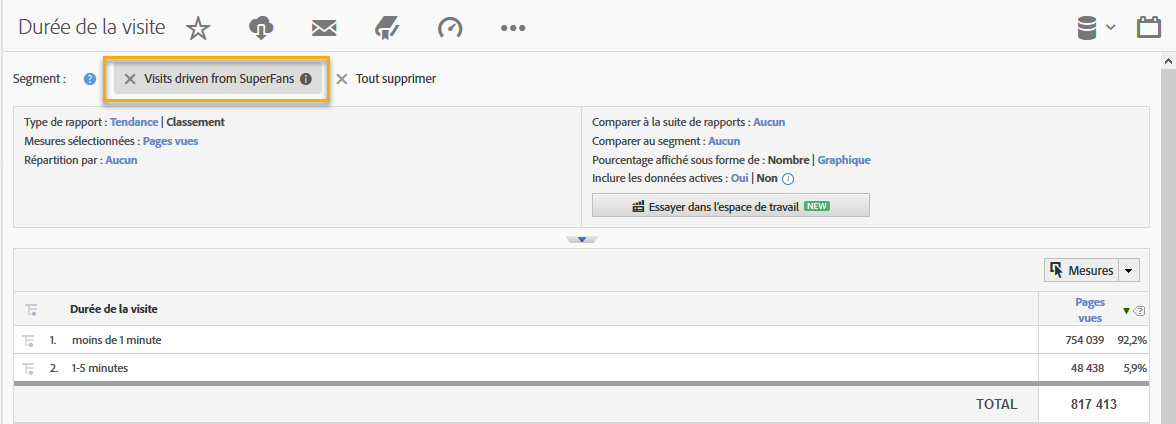 Durée de la visite
Segment : Visits driven from SuperFans Tout supprimer
Type de rapport : Tendance | Classement
Mesures sélectionnées : Pages vues
Répartition par : Aucun
Comparer à la suite de rapports : Aucun
Comparer au segment : Aucun
Pourcentage affiché sous forme de : Nombre | Graphique
Inclure les données actives : Oui | Non
Essayer dans l'espace de travail NEW
Mesures
Durée de la visite
Pages
vues
1. moins de 1 minute 754 039 92,2%
2. 1-5 minutes 48 438 5,9%
TOTAL 817 413